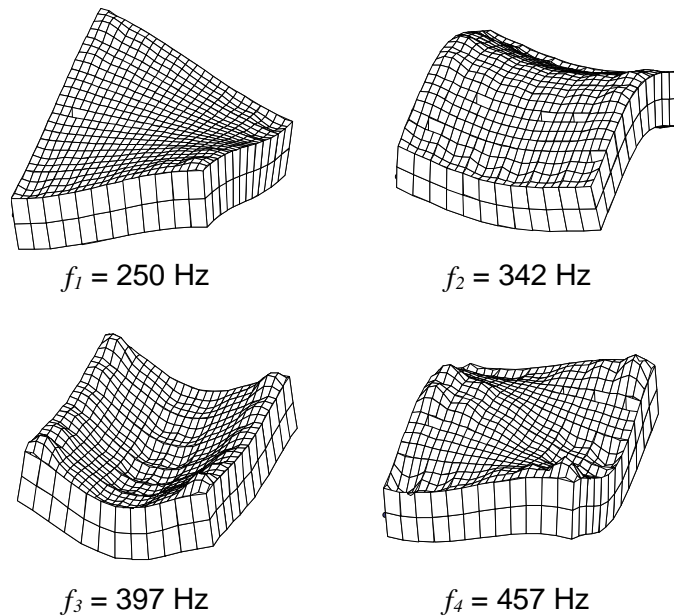 f1 = 250 Hz
f2 = 342 Hz
f3 = 397 Hz
f4 = 457 Hz